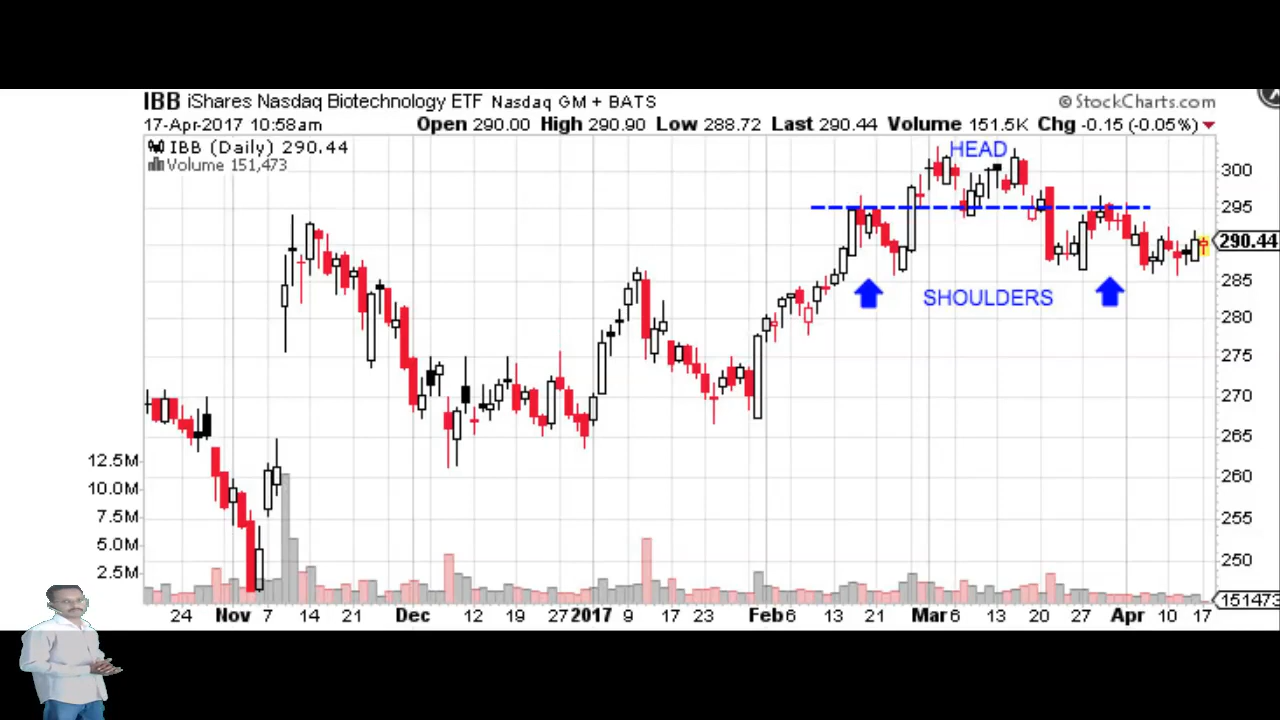 IBB iShares Nasdaq Biotechnology ETF Nasdaq GM + BATS
© StockCharts.com
17-Apr-2017 10:58am
Open 290.00 High 290.90 Low 288.72 Last 290.44 Volume 151.5K Chg -0.15 (-0.05%)
IBB (Daily) 290.44
Volume 151,473
HEAD
SHOULDERS
300
295
290.44
285
280
275
270
265
260
255
250
151473
12.5M
10.0M
7.5M
5.0M
2.5M
24 Nov 7 14 21 Dec 12 19 27 2017 9 17 23 Feb 6 13 21 Mar 6 13 20 27 Apr 10 17